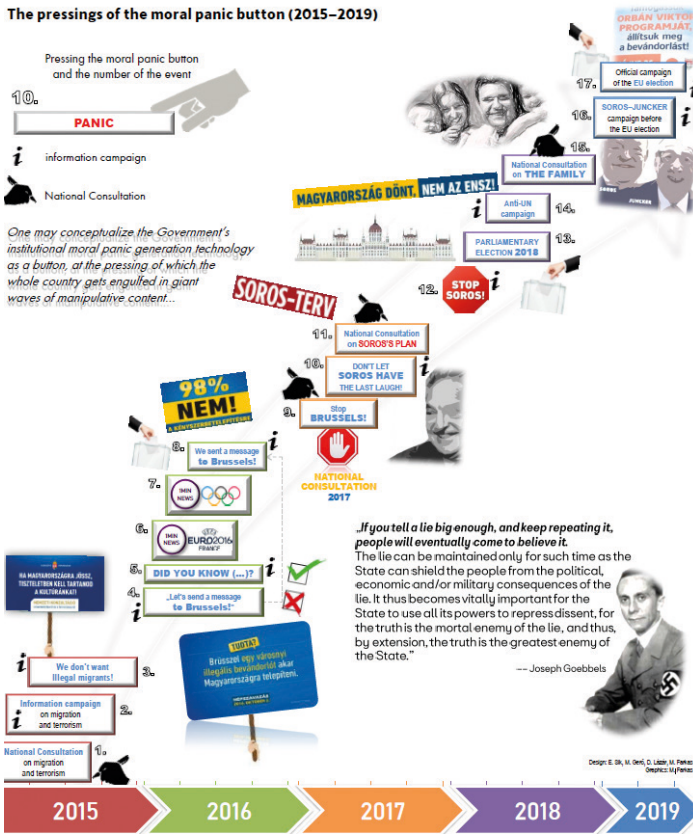 The pressings of the moral panic button (2015–2019)
Pressing the moral panic button
and the number of the event
10.
PANIC
i
information campaign
National Consultation
One may conceptualize the Government's
institutional moral panic generation technology
as a button, at the pressing of which the
whole country gets engulfed in giant
waves of manipulative content...
ORBÁN VIKTOR
PROGRAMJÁT,
állítsuk meg
a bevándorlást!
17.
Official campaign
of the EU election
i
16.
SOROS–JUNCKER
campaign before
the EU election
i
15.
National Consultation
on THE FAMILY
SOROS
JUNCKER
MAGYARORSZÁG DÖNT, NEM AZ ENSZ!
i
Anti-UN
campaign
14.
PARLIAMENTARY
ELECTION 2018
13.
12.
STOP
SOROS!
i
SOROS-TERV
11.
National Consultation
on SOROS'S PLAN
10.
DON'T LET
SOROS HAVE
THE LAST LAUGH!
i
9.
Stop
BRUSSELS!
NATIONAL
CONSULTATION
2017
98%
NEM!
A KÉNYSZERBETELEPÍTÉSRE
8.
We sent a message
to Brussels!
i
7.
1MIN
NEWS
6.
1MIN
NEWS
EURO2016
FRANCE
5.
DID YOU KNOW (...)?
i
4.
i
„Let's send a message
to Brussels!"
HA MAGYARORSZÁGRA JÖSSZ,
TISZTELETBEN KELL TARTANOD
A KULTÚRÁNKAT!
i
We don't want
Illegal migrants!
3.
i
Information campaign
on migration
and terrorism
2.
National Consultation
on migration
and terrorism
1.
TUDTA?
Brüsszel egy városnyi
illegális bevándorlót akar
Magyarországra telepíteni.
„If you tell a lie big enough, and keep repeating it,
people will eventually come to believe it.
The lie can be maintained only for such time as the
State can shield the people from the political,
economic and/or military consequences of the
lie. It thus becomes vitally important for the
State to use all its powers to repress dissent, for
the truth is the mortal enemy of the lie, and thus,
by extension, the truth is the greatest enemy of
the State."
–– Joseph Goebbels
Design: E. Sik, M. Gerő, D. Lázár, M. Farkas
Graphics: M.Farkas
2015
2016
2017
2018
2019